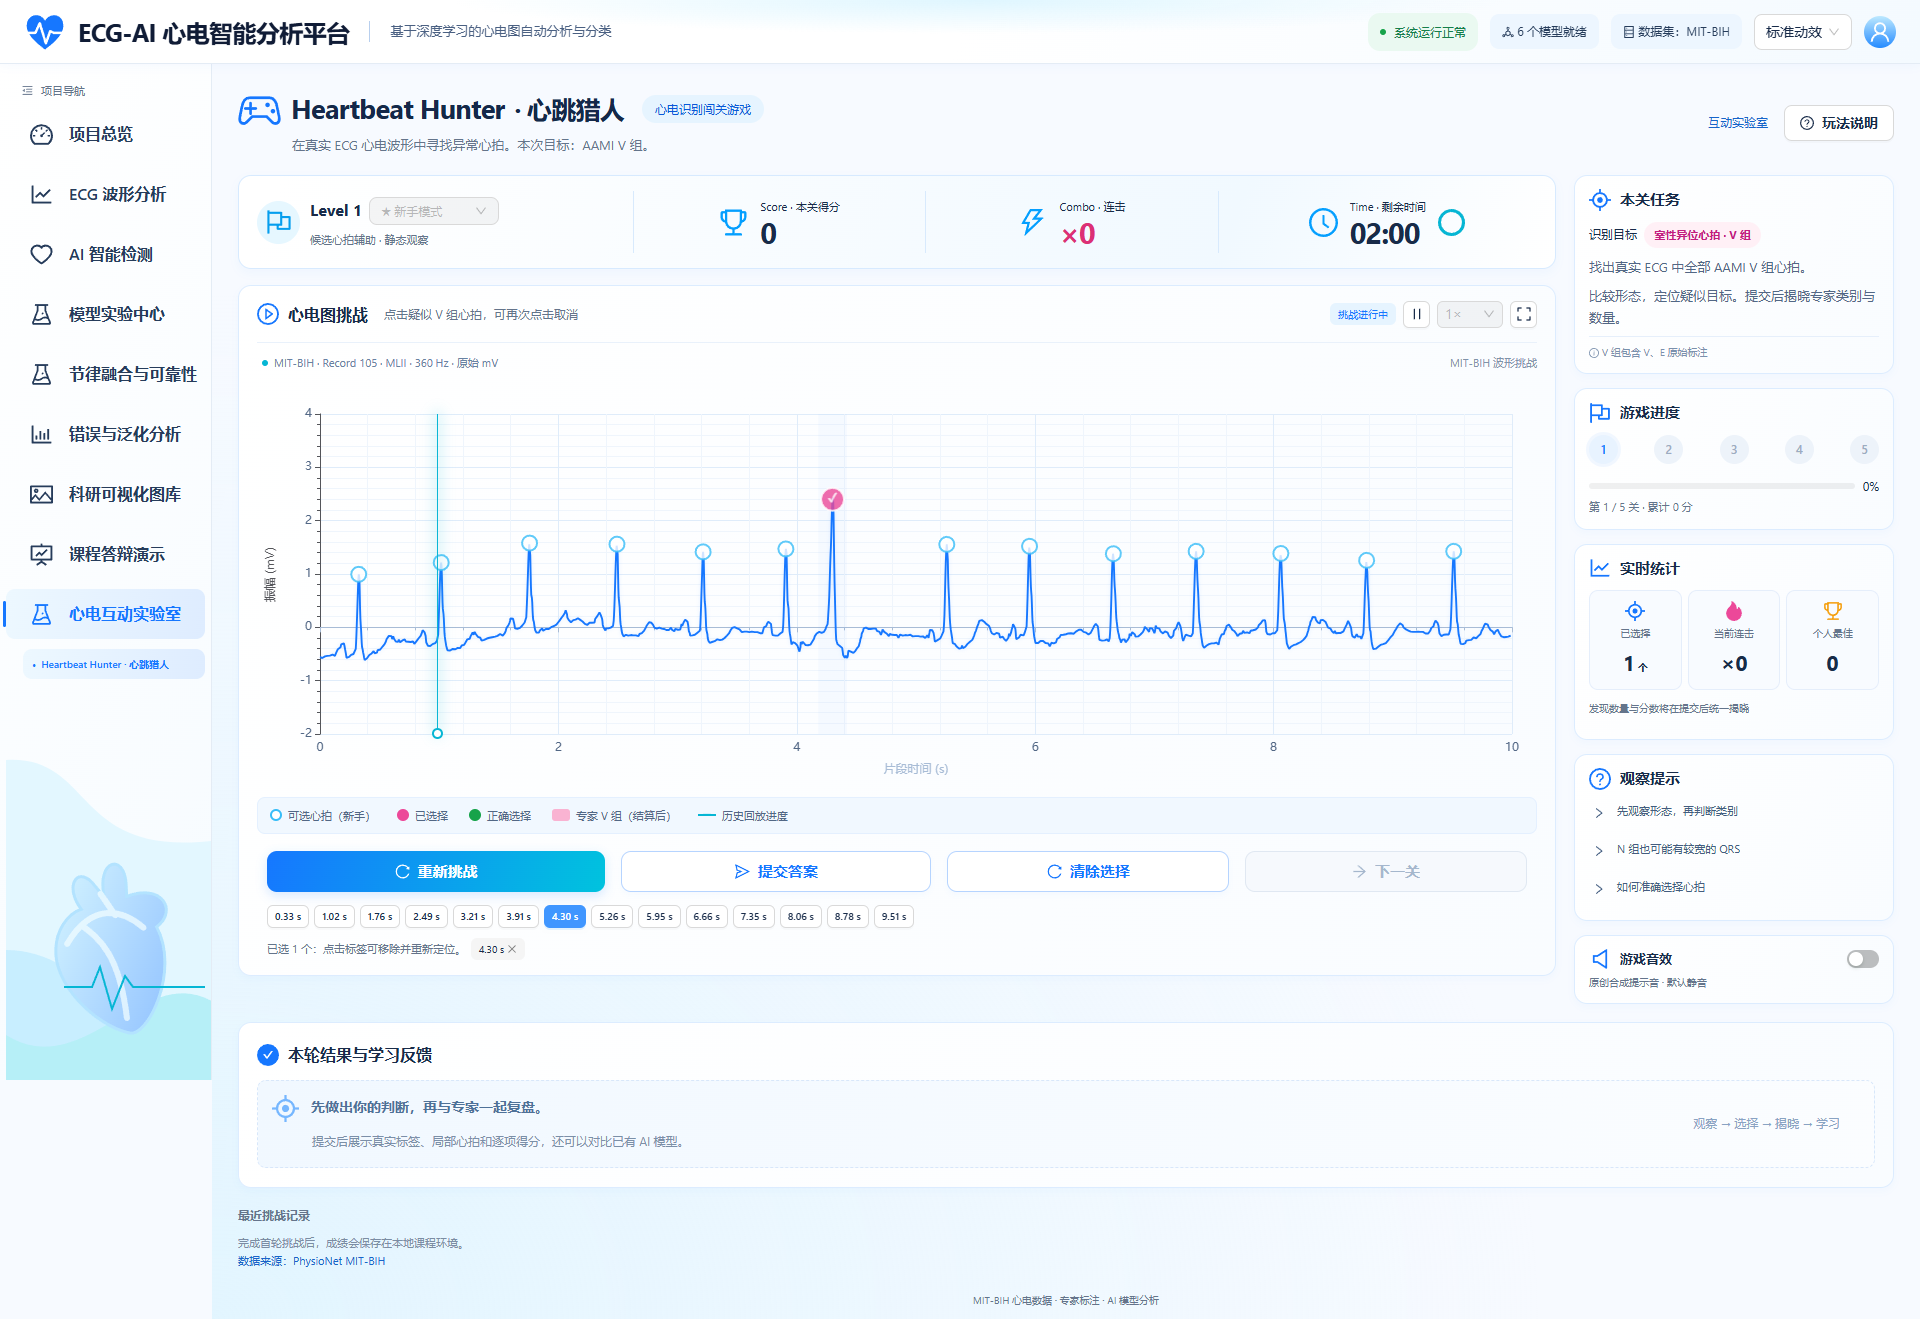 ECG-AI 心电智能分析平台
基于深度学习的心电图自动分析与分类
系统运行正常
6 个模型就绪
数据集：MIT-BIH
标准动效
项目导航
项目总览
ECG 波形分析
AI 智能检测
模型实验中心
节律融合与可靠性
错误与泛化分析
科研可视化图库
课程答辩演示
心电互动实验室
Heartbeat Hunter · 心跳猎人
Heartbeat Hunter · 心跳猎人
心电识别闯关游戏
在真实 ECG 心电波形中寻找异常心拍。本次目标：AAMI V 组。
互动实验室
玩法说明
Level 1
★ 新手模式
候选心拍辅助 · 静态观察
Score · 本关得分
0
Combo · 连击
×0
Time · 剩余时间
02:00
心电图挑战
点击疑似 V 组心拍，可再次点击取消
挑战进行中
1×
MIT-BIH · Record 105 · MLII · 360 Hz · 原始 mV
MIT-BIH 波形挑战
振幅 (mV)
4
3
2
1
0
-1
-2
0
2
4
6
8
10
片段时间 (s)
可选心拍（新手）
已选择
正确选择
专家 V 组（结算后）
历史回放进度
重新挑战
提交答案
清除选择
下一关
0.33 s
1.02 s
1.76 s
2.49 s
3.21 s
3.91 s
4.30 s
5.26 s
5.95 s
6.66 s
7.35 s
8.06 s
8.78 s
9.51 s
已选 1 个：点击标签可移除并重新定位。
4.30 s
本关任务
识别目标
室性异位心拍 · V 组
找出真实 ECG 中全部 AAMI V 组心拍。
比较形态，定位疑似目标。提交后揭晓专家类别与
数量。
V 组包含 V、E 原始标注
游戏进度
1
2
3
4
5
0%
第 1 / 5 关 · 累计 0 分
实时统计
已选择
1 个
当前连击
×0
个人最佳
0
发现数量与分数将在提交后统一揭晓
观察提示
先观察形态，再判断类别
N 组也可能有较宽的 QRS
如何准确选择心拍
游戏音效
原创合成提示音 · 默认静音
本轮结果与学习反馈
先做出你的判断，再与专家一起复盘。
提交后展示真实标签、局部心拍和逐项得分，还可以对比已有 AI 模型。
观察 → 选择 → 揭晓 → 学习
最近挑战记录
完成首轮挑战后，成绩会保存在本地课程环境。
数据来源：PhysioNet MIT-BIH
MIT-BIH 心电数据 · 专家标注 · AI 模型分析